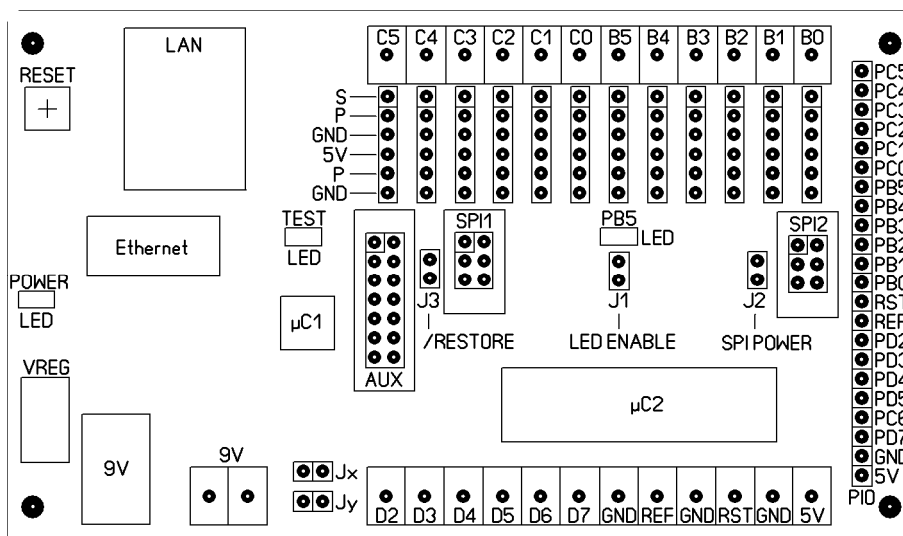 LAN
C5 C4 C3 C2 C1 C0 B5 B4 B3 B2 B1 B0
RESET
S
P
GND
5V
P
GND
PC5
PC4
PC3
PC2
PC1
PC0
PB5
PB4
PB3
PB2
PB1
PB0
RST
REF
PD2
PD3
PD4
PD5
PC6
PD7
GND
5V
PIO
TEST
LED
SPI1
PB5
LED
SPI2
Ethernet
POWER
LED
µC1
J3
/RESTORE
J1
LED ENABLE
J2
SPI POWER
VREG
AUX
µC2
9V
9V
Jx
Jy
D2 D3 D4 D5 D6 D7 GND REF GND RST GND 5V